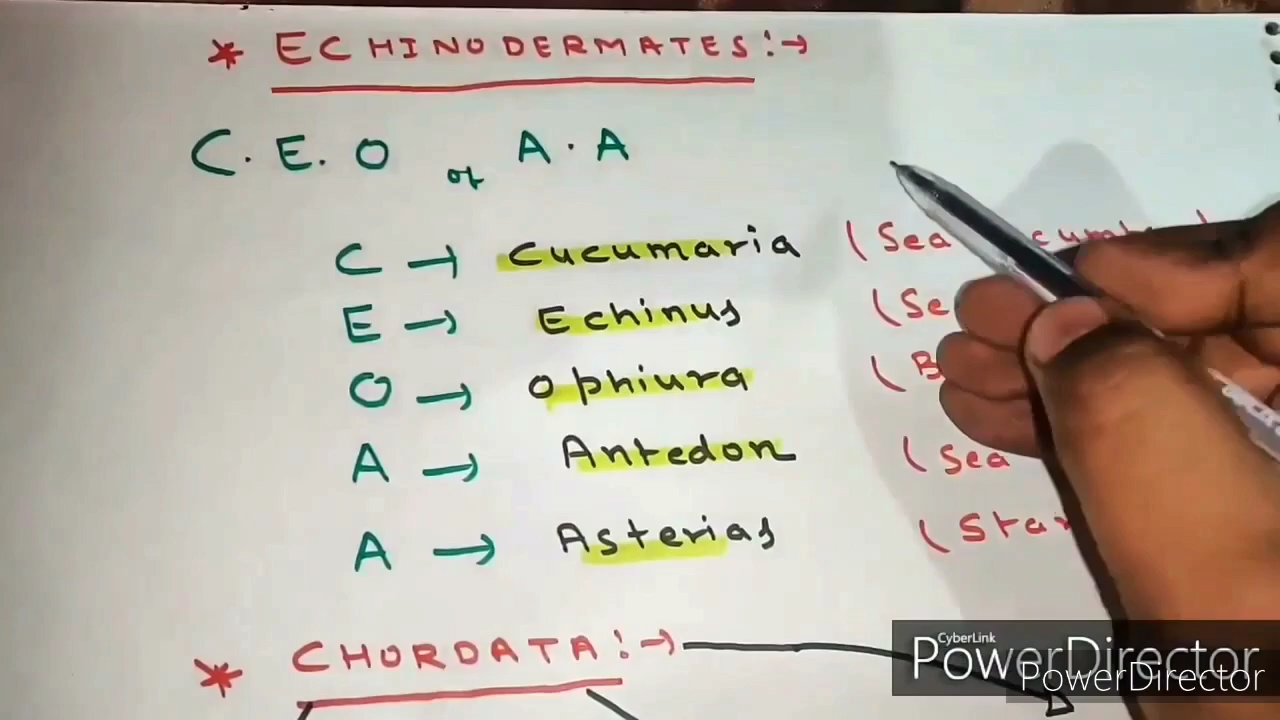 * ECHINODERMATES:→
C.E.O of A.A
C → Cucumaria (Sea
E → Echinus (Se
O → Ophiura (B
A → Antedon (Sea
A → Asterias (Star
* CHORDATA:→
CyberLink
PowerDirector
PowerDirector